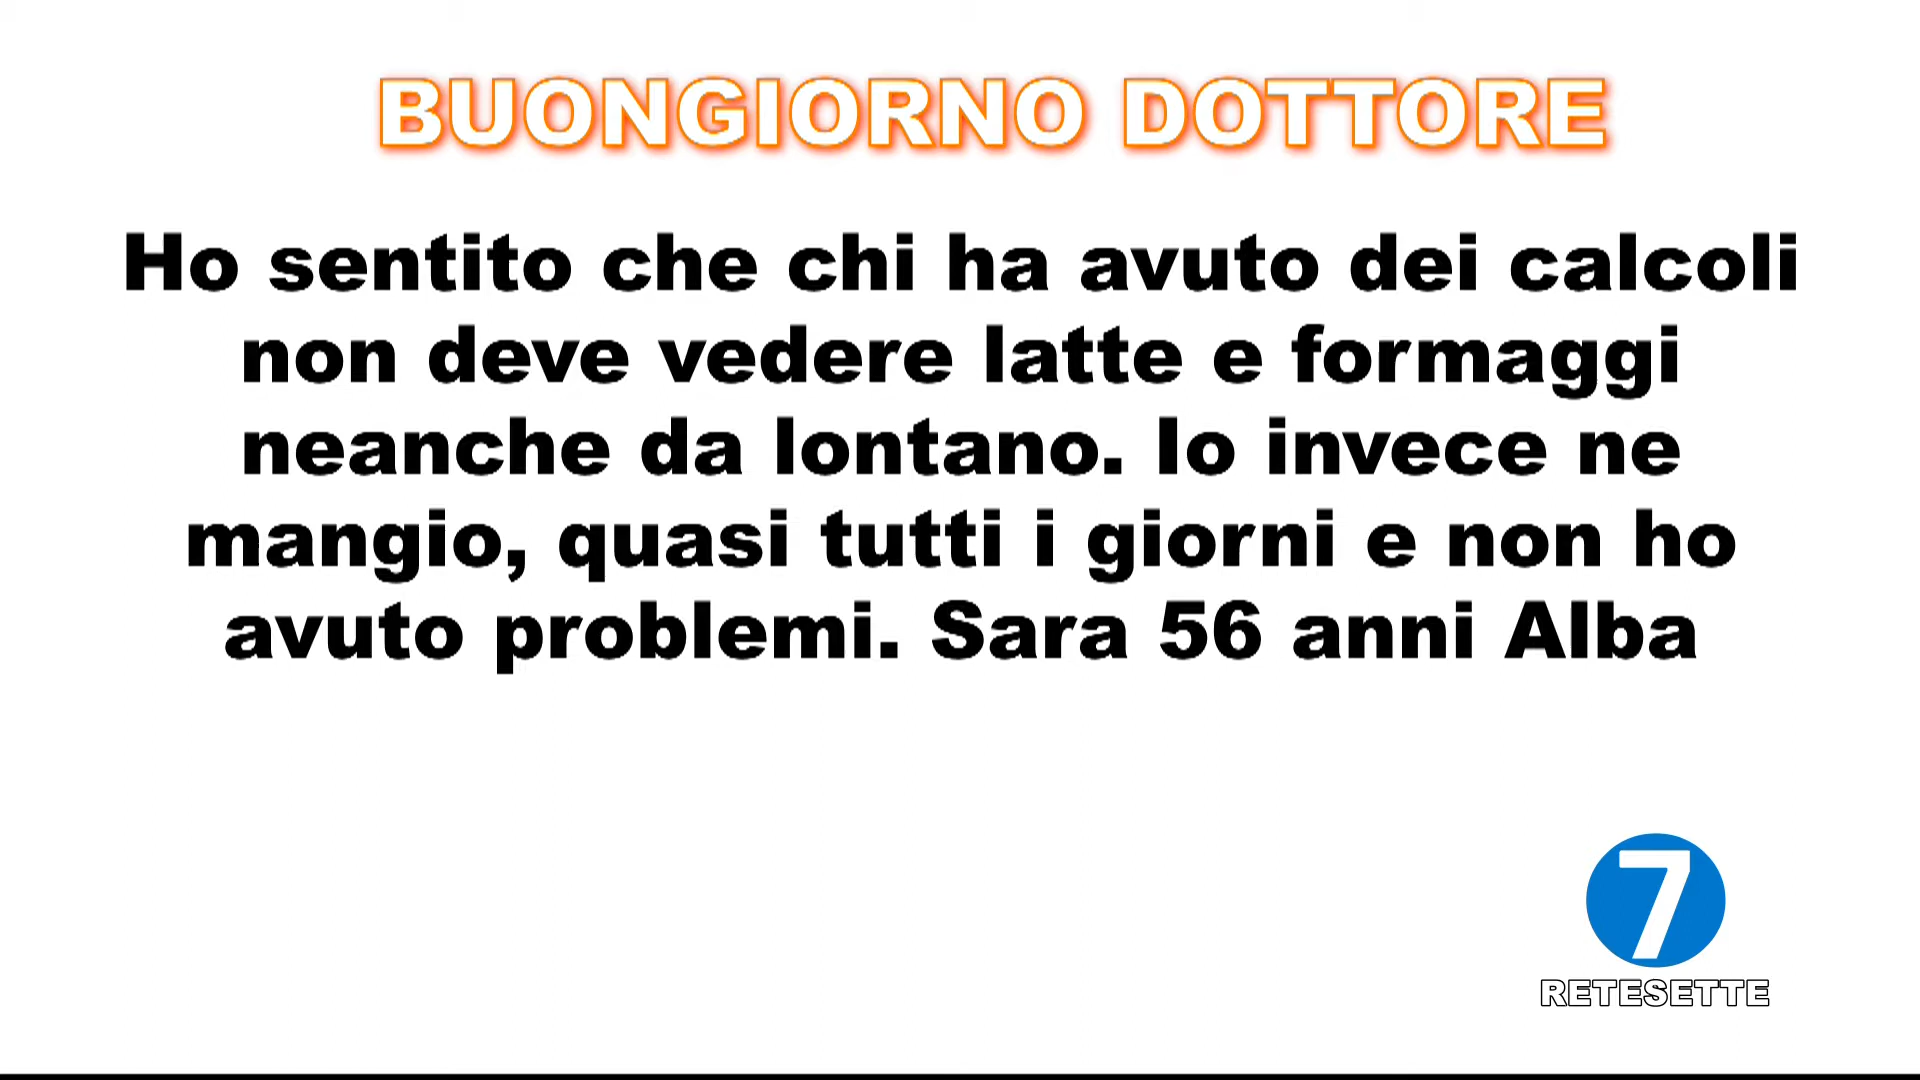 BUONGIORNO DOTTORE
Ho sentito che chi ha avuto dei calcoli
non deve vedere latte e formaggi
neanche da lontano. Io invece ne
mangio, quasi tutti i giorni e non ho
avuto problemi. Sara 56 anni Alba
7
RETESETTE